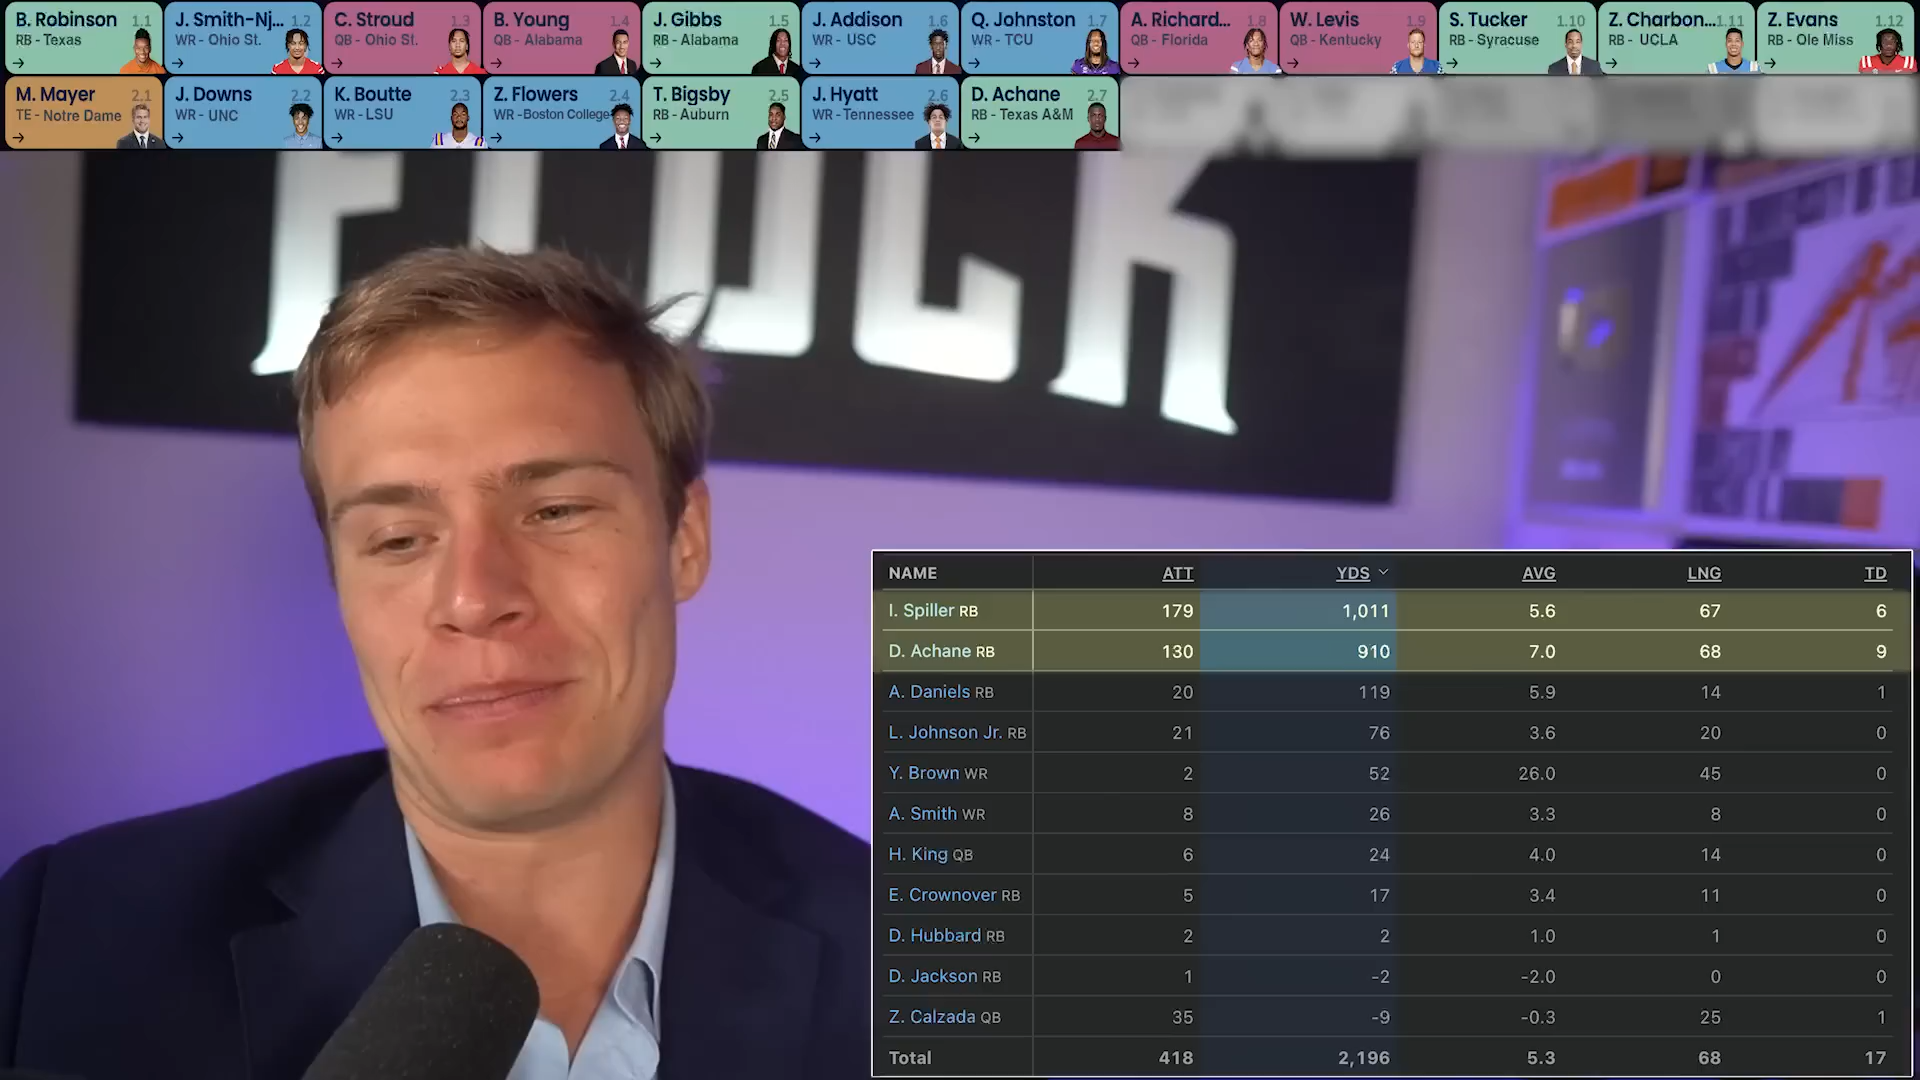 B. Robinson 1.1
RB - Texas
J. Smith-Nj... 1.2
WR - Ohio St.
C. Stroud 1.3
QB - Ohio St.
B. Young 1.4
QB - Alabama
J. Gibbs 1.5
RB - Alabama
J. Addison 1.6
WR - USC
Q. Johnston 1.7
WR - TCU
A. Richard... 1.8
QB - Florida
W. Levis 1.9
QB - Kentucky
S. Tucker 1.10
RB - Syracuse
Z. Charbon... 1.11
RB - UCLA
Z. Evans 1.12
RB - Ole Miss
M. Mayer 2.1
TE - Notre Dame
J. Downs 2.2
WR - UNC
K. Boutte 2.3
WR - LSU
Z. Flowers 2.4
WR - Boston College
T. Bigsby 2.5
RB - Auburn
J. Hyatt 2.6
WR - Tennessee
D. Achane 2.7
RB - Texas A&M
FLOCK
NAME ATT YDS AVG LNG TD
I. Spiller RB 179 1,011 5.6 67 6
D. Achane RB 130 910 7.0 68 9
A. Daniels RB 20 119 5.9 14 1
L. Johnson Jr. RB 21 76 3.6 20 0
Y. Brown WR 2 52 26.0 45 0
A. Smith WR 8 26 3.3 8 0
H. King QB 6 24 4.0 14 0
E. Crownover RB 5 17 3.4 11 0
D. Hubbard RB 2 2 1.0 1 0
D. Jackson RB 1 -2 -2.0 0 0
Z. Calzada QB 35 -9 -0.3 25 1
Total 418 2,196 5.3 68 17